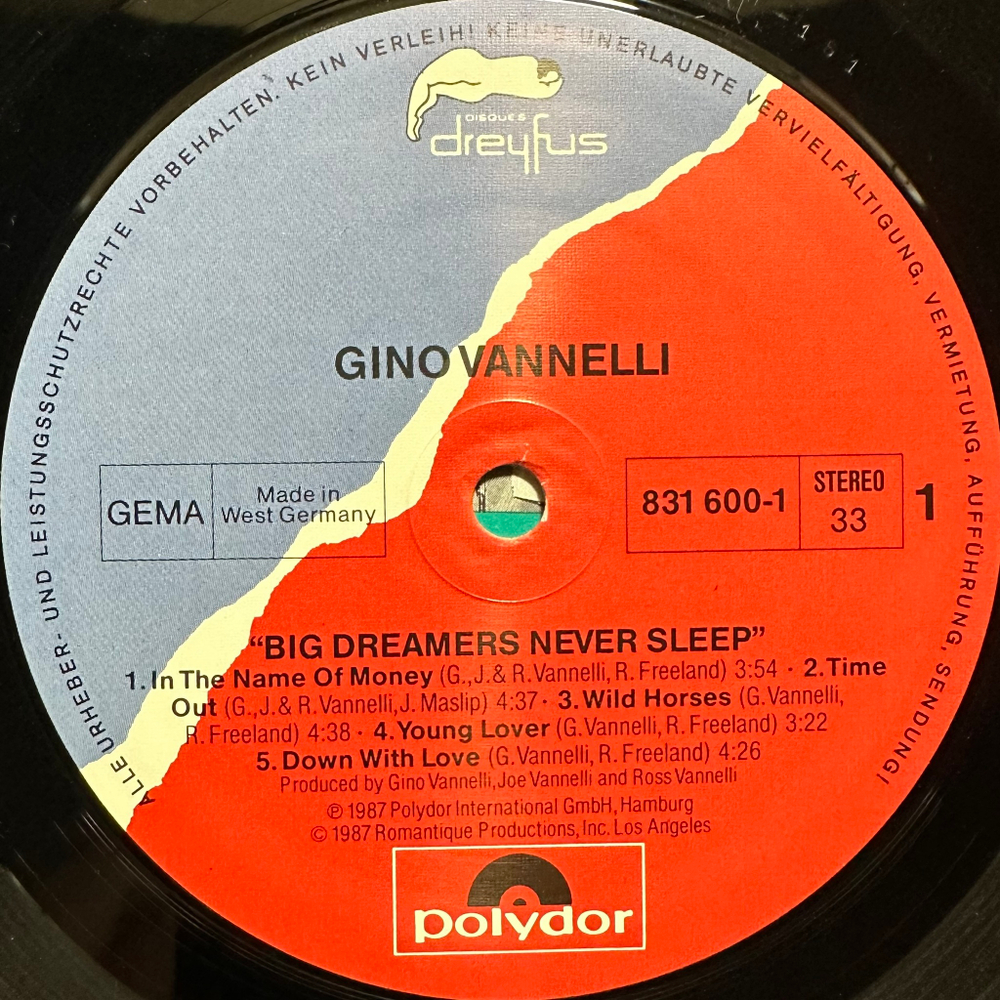 ALLE URHEBER- UND LEISTUNGSSCHUTZRECHTE VORBEHALTEN. KEIN VERLEIH! KEINE UNERLAUBTE VERVIELFÄLTIGUNG, VERMIETUNG, AUFFÜHRUNG, SENDUNG!
DISQUES
dreyfus
GINO VANNELLI
GEMA
Made in
West Germany
831 600-1
STEREO
33
1
“BIG DREAMERS NEVER SLEEP”
1. In The Name Of Money (G., J. & R. Vannelli, R. Freeland) 3:54 · 2. Time
Out (G., J. & R. Vannelli, J. Maslip) 4:37 · 3. Wild Horses (G. Vannelli,
R. Freeland) 4:38 · 4. Young Lover (G. Vannelli, R. Freeland) 3:22
5. Down With Love (G. Vannelli, R. Freeland) 4:26
Produced by Gino Vannelli, Joe Vannelli and Ross Vannelli
℗ 1987 Polydor International GmbH, Hamburg
© 1987 Romantique Productions, Inc. Los Angeles
polydor